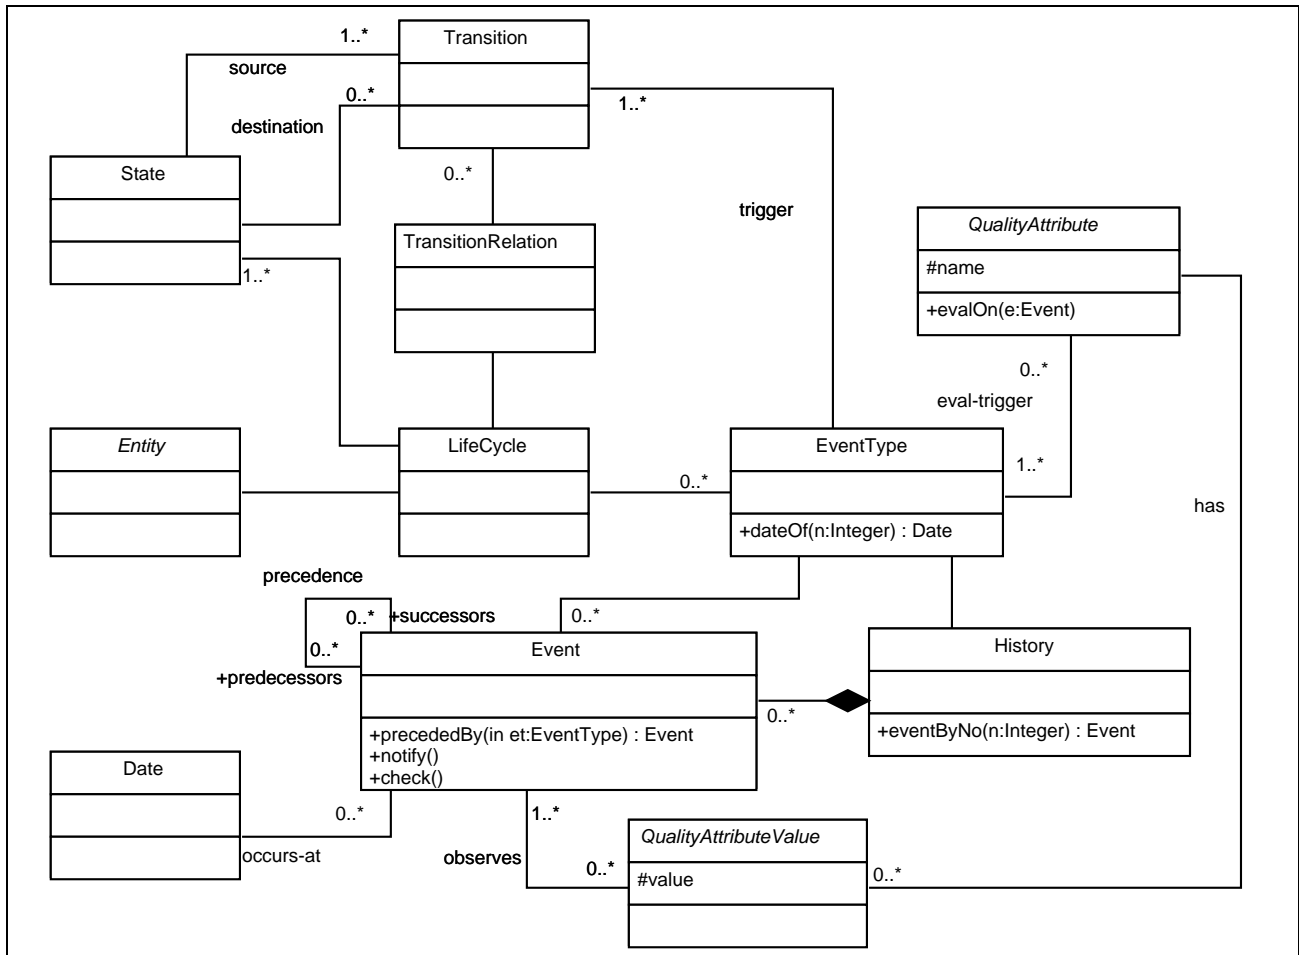 1..*
Transition
source
0..*
1..*
destination
State
0..*
trigger
QualityAttribute
TransitionRelation
#name
1..*
+evalOn(e:Event)
0..*
eval-trigger
Entity
LifeCycle
EventType
0..*
1..*
has
+dateOf(n:Integer) : Date
precedence
0..*
+successors
0..*
0..*
+predecessors
Event
History
0..*
+precededBy(in et:EventType) : Event
+notify()
+check()
+eventByNo(n:Integer) : Event
Date
0..*
1..*
occurs-at
observes
0..*
QualityAttributeValue
#value
0..*